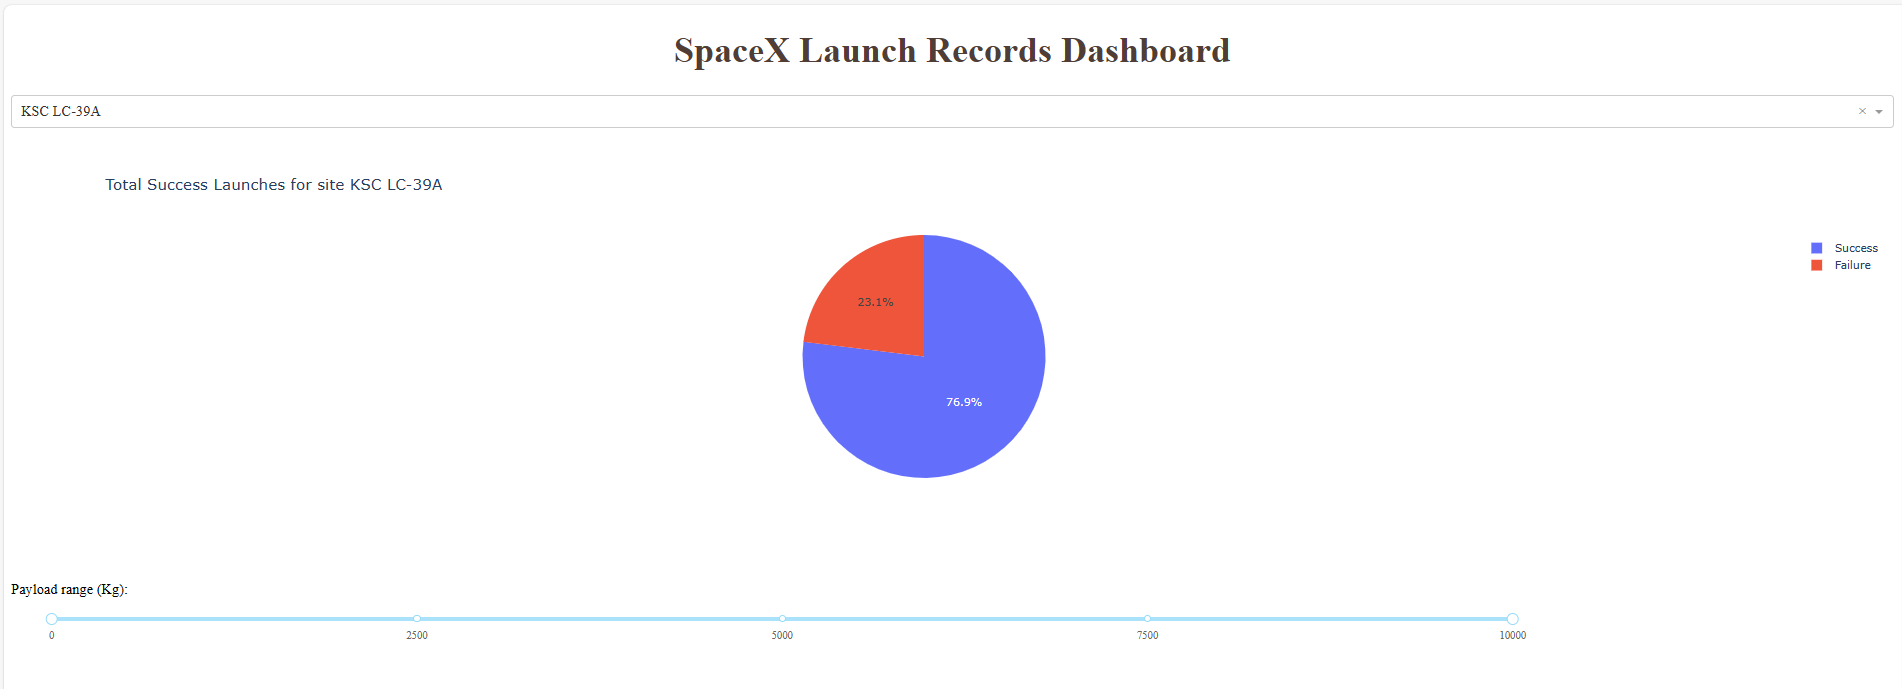 SpaceX Launch Records Dashboard
KSC LC-39A
×
Total Success Launches for site KSC LC-39A
Success
Failure
23.1%
76.9%
Payload range (Kg):
0 2500 5000 7500 10000